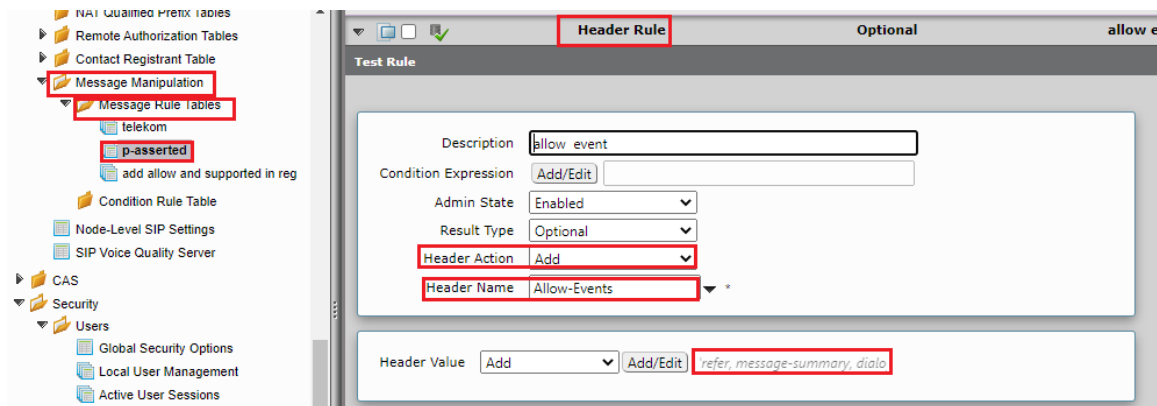 NAT Qualified Prefix Tables
Remote Authorization Tables
Contact Registrant Table
Message Manipulation
Message Rule Tables
telekom
p-asserted
add allow and supported in reg
Condition Rule Table
Node-Level SIP Settings
SIP Voice Quality Server
CAS
Security
Users
Global Security Options
Local User Management
Active User Sessions
Header Rule Optional allow e
Test Rule
Description allow event
Condition Expression Add/Edit
Admin State Enabled
Result Type Optional
Header Action Add
Header Name Allow-Events *
Header Value Add Add/Edit 'refer, message-summary, dialo